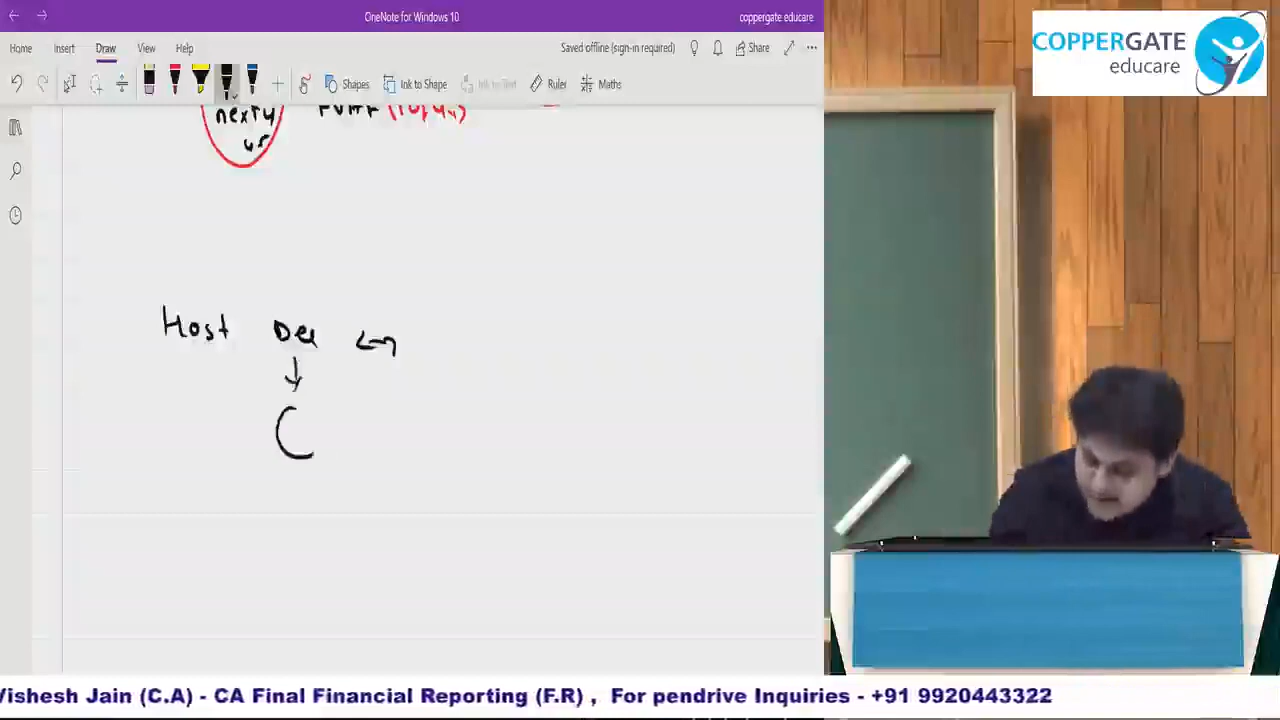 OneNote for Windows 10
coppergate educare
Home Insert Draw View Help
Saved offline (sign-in required) Share
Shapes Ink to Shape Ink to Text Ruler Maths
COPPERGATE
educare
nexty
Host
Vishesh Jain (C.A) - CA Final Financial Reporting (F.R) , For pendrive Inquiries - +91 9920443322